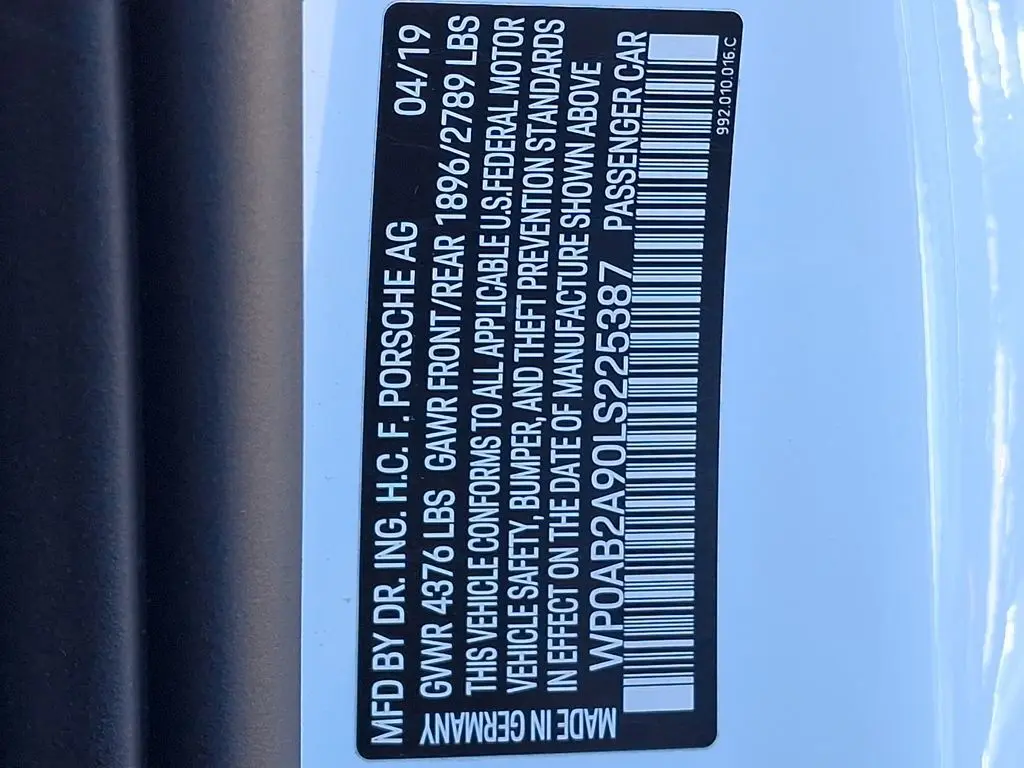 MFD BY DR. ING. H.C. F. PORSCHE AG 04/19
GVWR 4376 LBS GAWR FRONT/REAR 1896/2789 LBS
THIS VEHICLE CONFORMS TO ALL APPLICABLE U.S.FEDERAL MOTOR
VEHICLE SAFETY, BUMPER, AND THEFT PREVENTION STANDARDS
IN EFFECT ON THE DATE OF MANUFACTURE SHOWN ABOVE
WP0AB2A90LS225387 PASSENGER CAR
992.010.016.C
MADE IN GERMANY